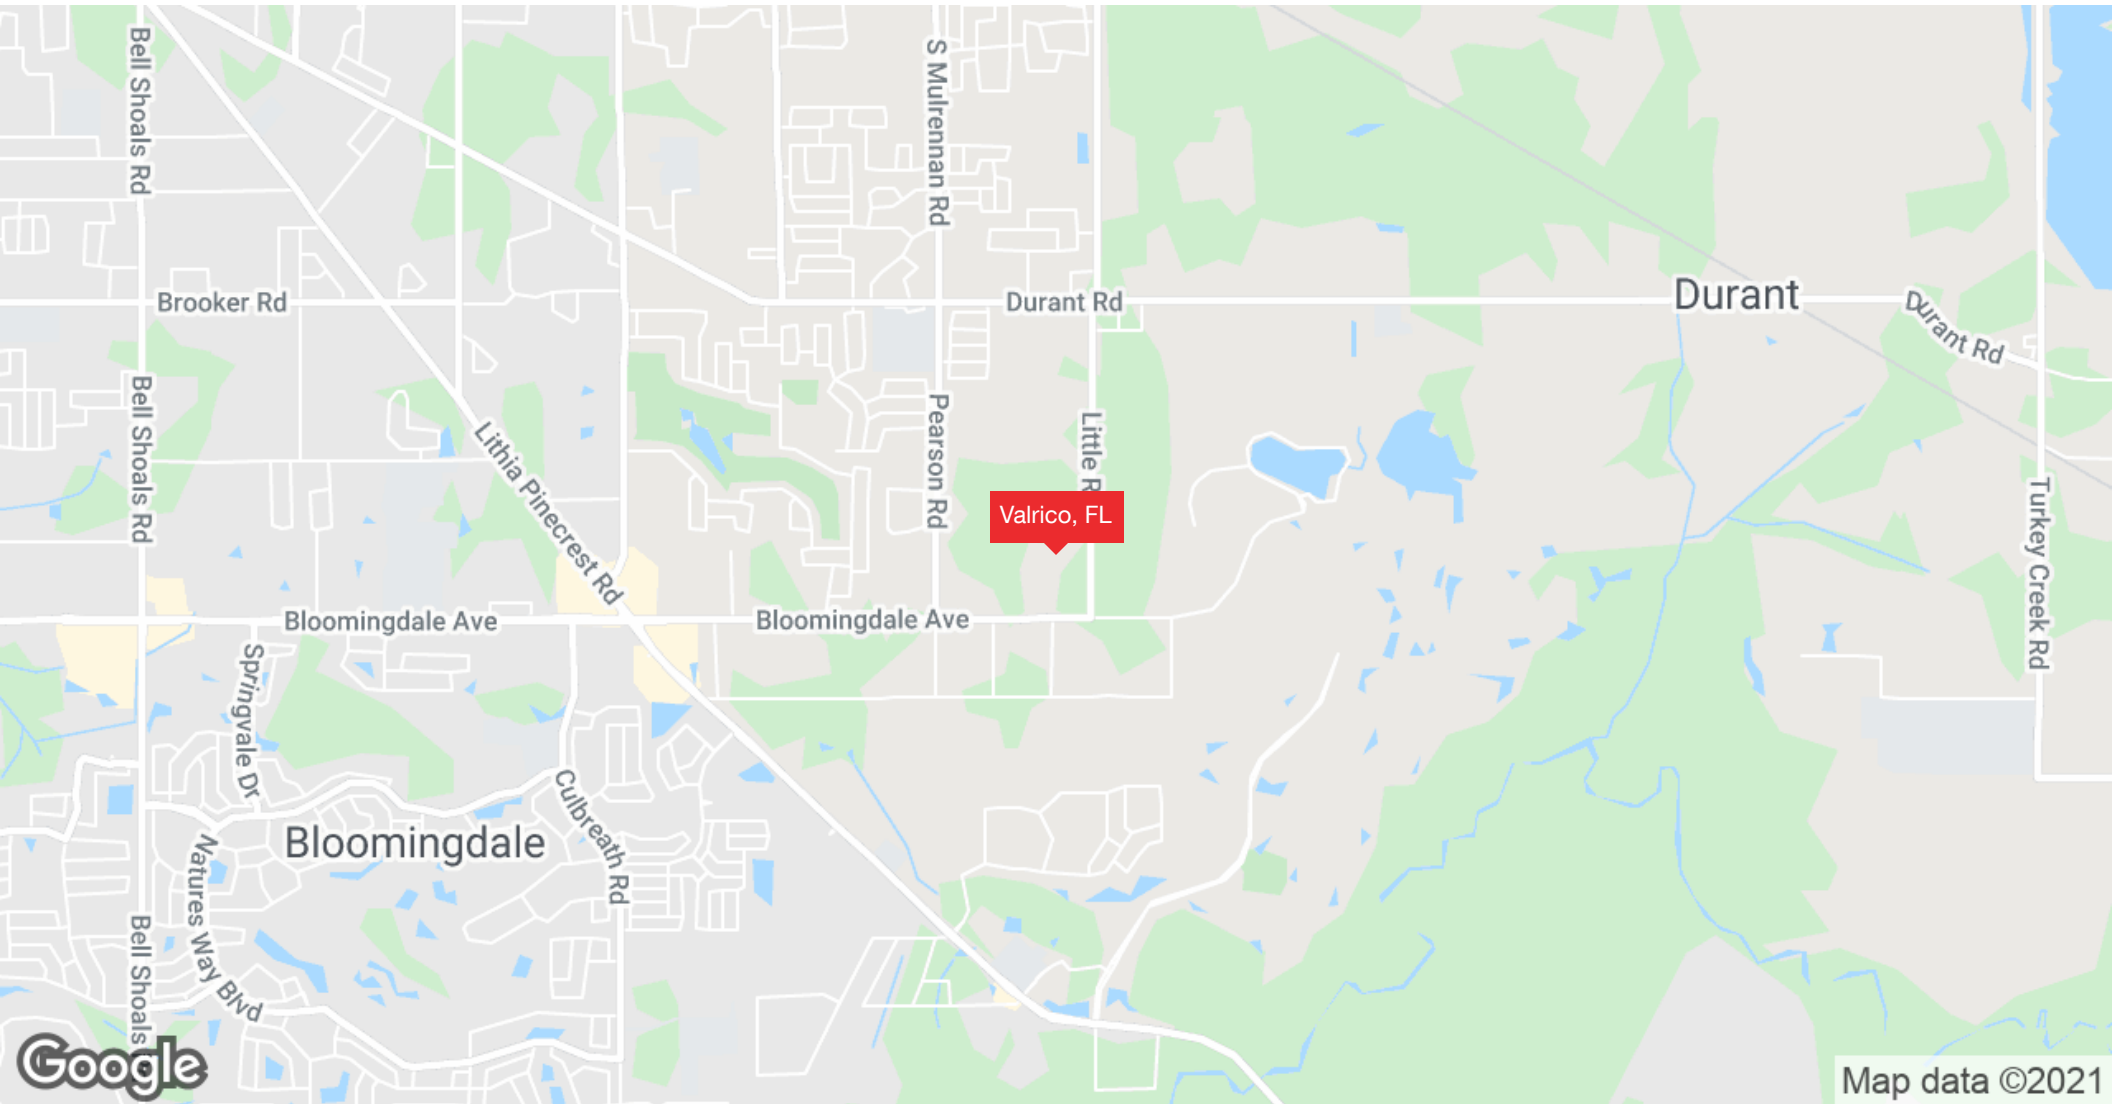 Bell Shoals Rd
S Mulrennan Rd
Brooker Rd
Durant Rd
Durant
Durant Rd
Bell Shoals Rd
Lithia Pinecrest Rd
Pearson Rd
Little R
Valrico, FL
Turkey Creek Rd
Bloomingdale Ave
Bloomingdale Ave
Springvale Dr
Culbreath Rd
Bloomingdale
Natures Way Blvd
Bell Shoals
Google
Map data ©2021